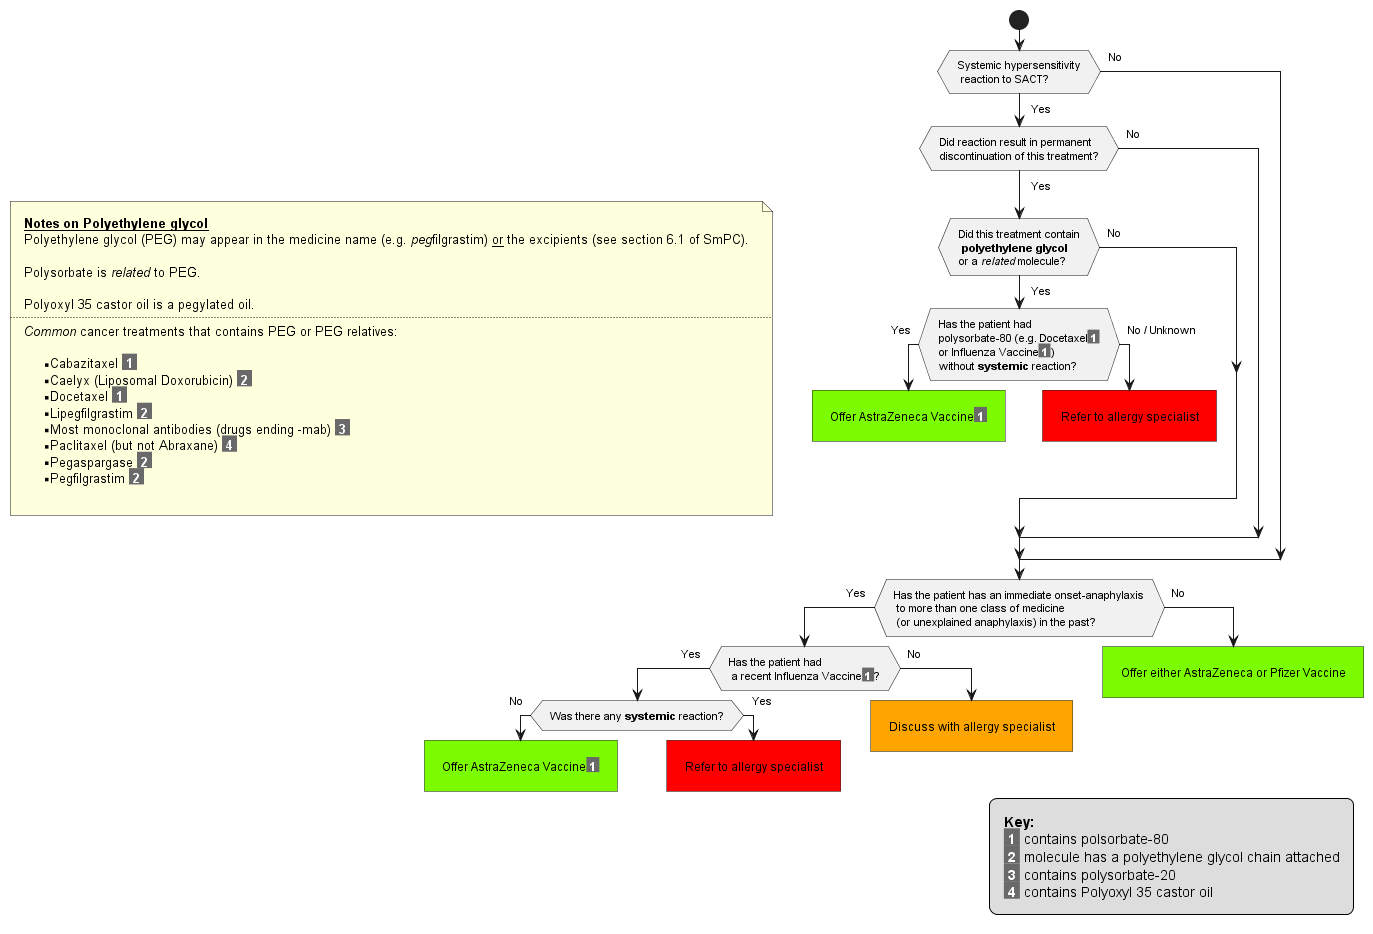 Systemic hypersensitivity
reaction to SACT?
No
Yes
Did reaction result in permanent
discontinuation of this treatment?
No
Yes
Did this treatment contain
polyethylene glycol
or a related molecule?
No
Yes
Has the patient had
polysorbate-80 (e.g. Docetaxel 1
or Influenza Vaccine 1 )
without systemic reaction?
Yes
No / Unknown
Offer AstraZeneca Vaccine 1
Refer to allergy specialist
Notes on Polyethylene glycol
Polyethylene glycol (PEG) may appear in the medicine name (e.g. pegfilgrastim) or the excipients (see section 6.1 of SmPC).
Polysorbate is related to PEG.
Polyoxyl 35 castor oil is a pegylated oil.
Common cancer treatments that contains PEG or PEG relatives:
Cabazitaxel 1
Caelyx (Liposomal Doxorubicin) 2
Docetaxel 1
Lipegfilgrastim 2
Most monoclonal antibodies (drugs ending -mab) 3
Paclitaxel (but not Abraxane) 4
Pegaspargase 2
Pegfilgrastim 2
Has the patient has an immediate onset-anaphylaxis
to more than one class of medicine
(or unexplained anaphylaxis) in the past?
Yes
No
Has the patient had
a recent Influenza Vaccine 1 ?
Yes
No
Offer either AstraZeneca or Pfizer Vaccine
Was there any systemic reaction?
No
Yes
Discuss with allergy specialist
Offer AstraZeneca Vaccine 1
Refer to allergy specialist
Key:
1 contains polsorbate-80
2 molecule has a polyethylene glycol chain attached
3 contains polysorbate-20
4 contains Polyoxyl 35 castor oil